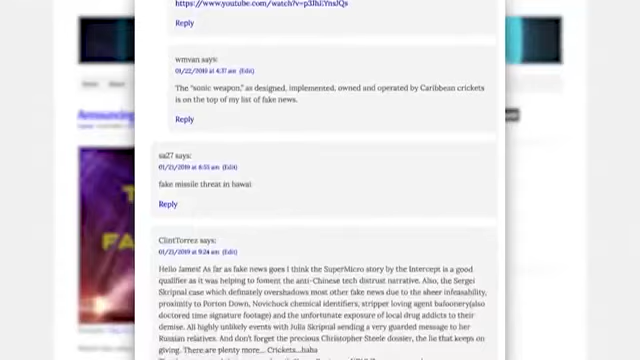 https://www.youtube.com/watch?v=p3JhLYnsJQs
Reply
wmvan says:
01/22/2019 at 4:37 am (Edit)
The "sonic weapon," as designed, implemented, owned and operated by Caribbean crickets
is on the top of my list of fake news.
Reply
sa27 says:
01/21/2019 at 8:55 am (Edit)
fake missile threat in hawai
Reply
ClintTorrez says:
01/21/2019 at 9:24 am (Edit)
Hello James! As far as fake news goes I think the SuperMicro story by the Intercept is a good
qualifier as it was helping to foment the anti-Chinese tech distrust narrative. Also, the Sergei
Skripnal case which definately overshadows most other fake news due to the sheer infeasability,
proximity to Porton Down, Novichuck chemical identifiers, stripper loving agent bafoonery(also
doctored time signature footage) and the unfortunate exposure of local drug addicts to their
demise. All highly unlikely events with Julia Skripnal sending a very guarded message to her
Russian relatives. And don't forget the precious Christopher Steele dossier, the lie that keeps on
giving. There are plenty more... Crickets...haha
Announcing